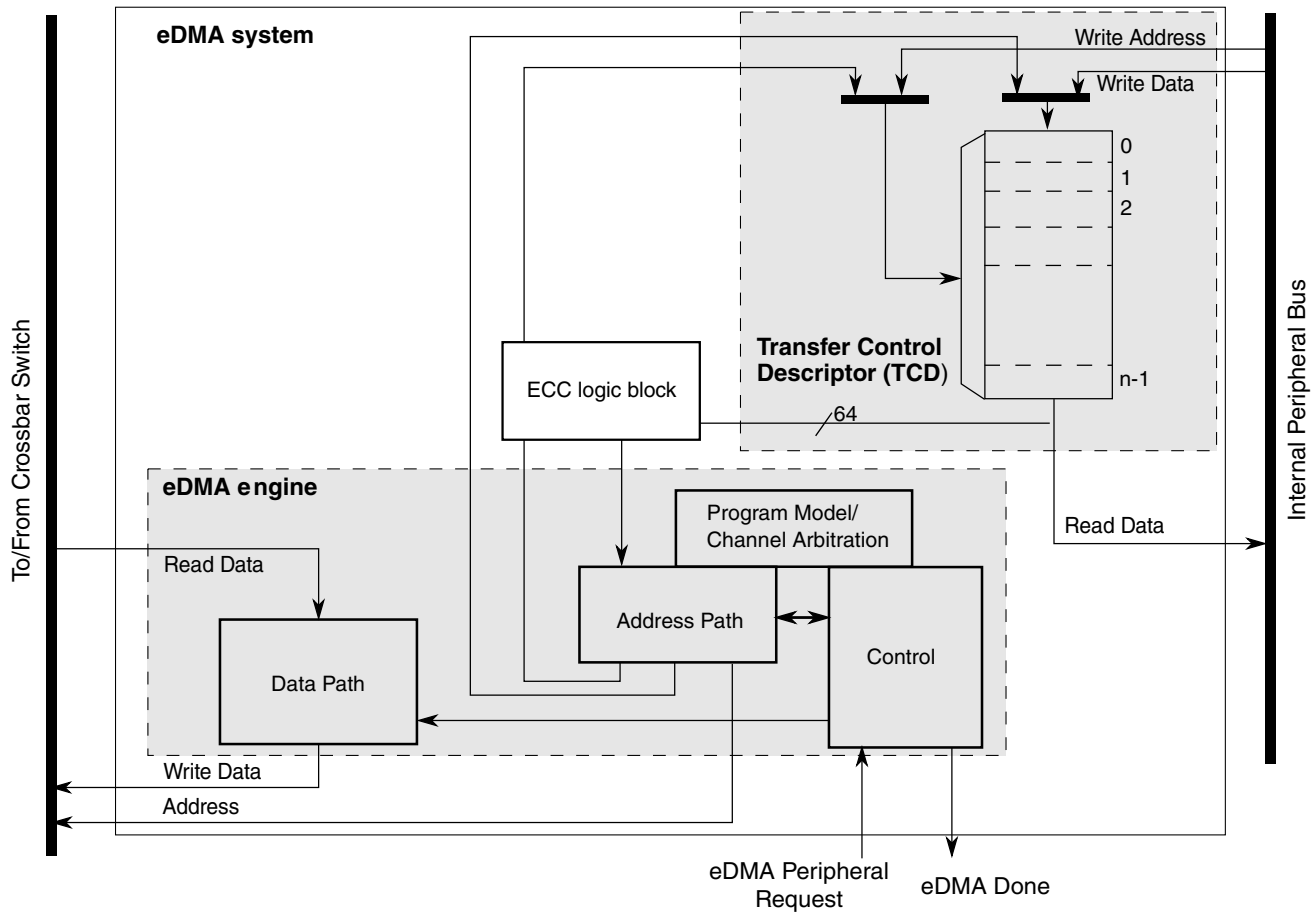 eDMA system
Write Address
Write Data
0
1
2
n-1
Transfer Control
Descriptor (TCD)
64
ECC logic block
To/From Crossbar Switch
Internal Peripheral Bus
eDMA engine
Program Model/
Channel Arbitration
Read Data
Read Data
Address Path
Control
Data Path
Write Data
Address
eDMA Peripheral
Request
eDMA Done